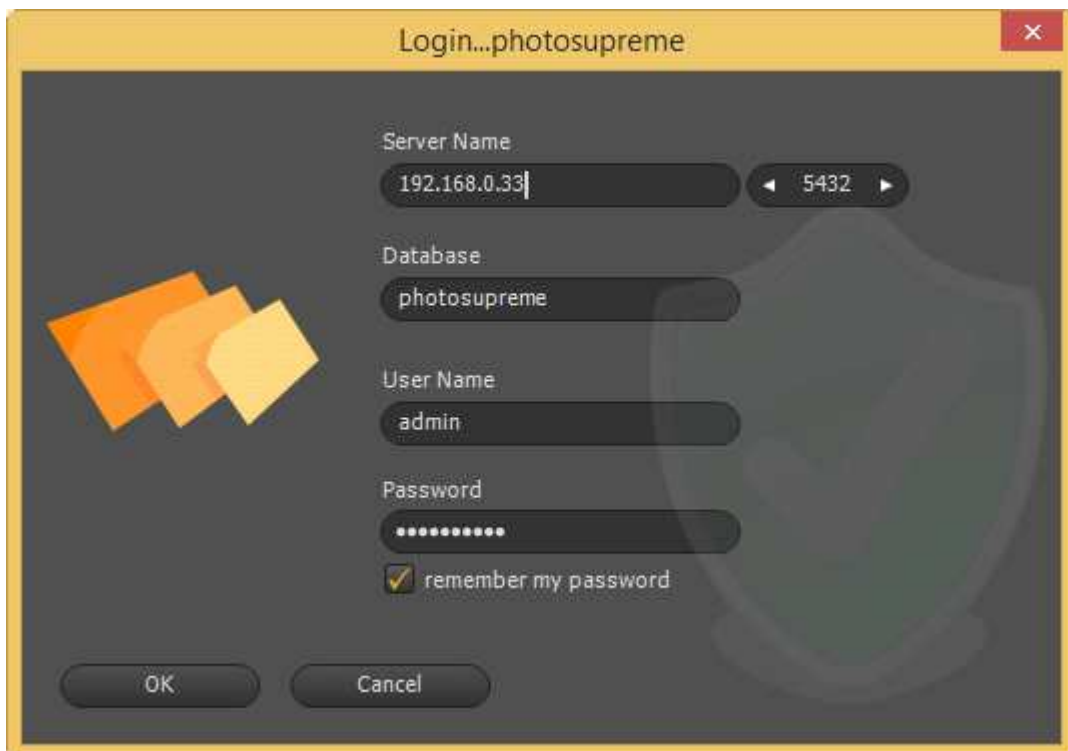 Login...photosupreme
Server Name
192.168.0.33 5432
Database
photosupreme
User Name
admin
Password
••••••••••
remember my password
OK Cancel